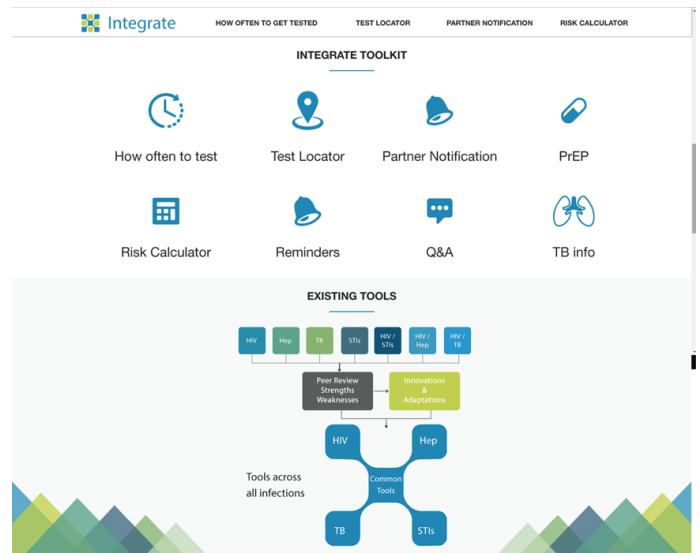 Integrate
HOW OFTEN TO GET TESTED TEST LOCATOR PARTNER NOTIFICATION RISK CALCULATOR
INTEGRATE TOOLKIT
How often to test Test Locator Partner Notification PrEP
Risk Calculator Reminders Q&A TB info
EXISTING TOOLS
HIV Hep TB STIs HIV / STIs HIV / Hep HIV / TB
Peer Review
Strengths
Weaknesses
Innovations
&
Adaptations
HIV Hep
Tools across
all infections
Common
Tools
TB STIs